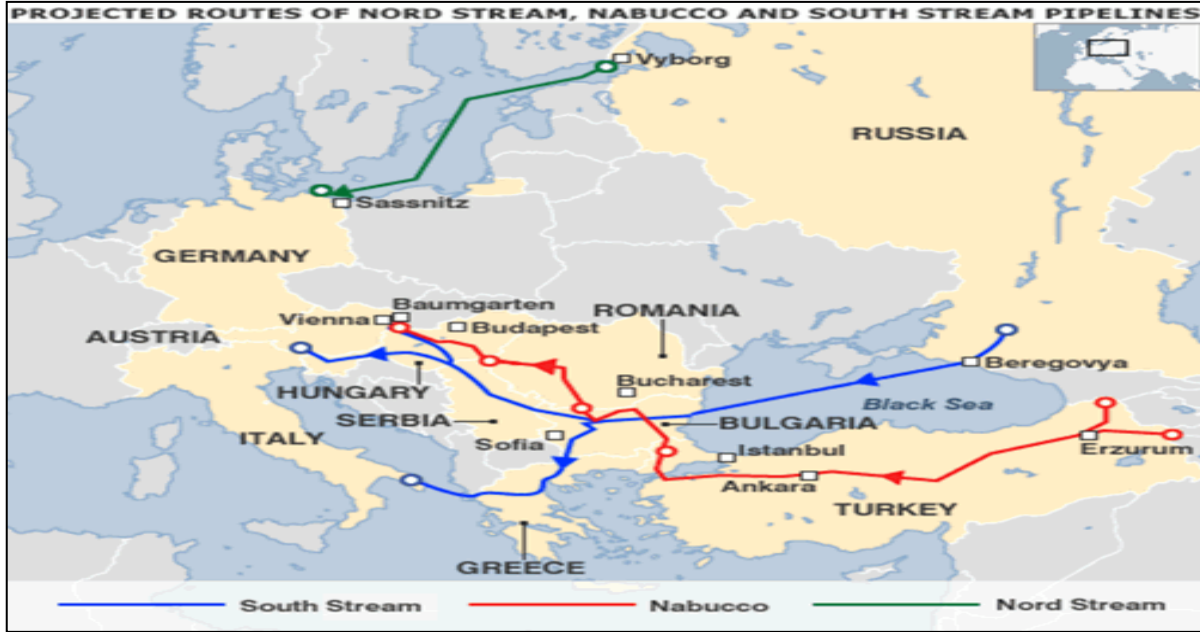 PROJECTED ROUTES OF NORD STREAM, NABUCCO AND SOUTH STREAM PIPELINES
Vyborg
RUSSIA
Sassnitz
GERMANY
Baumgarten
Vienna
Budapest
ROMANIA
AUSTRIA
Beregovya
HUNGARY
Bucharest
Black Sea
SERBIA
BULGARIA
ITALY
Sofia
Istanbul
Erzurum
Ankara
TURKEY
GREECE
South Stream
Nabucco
Nord Stream